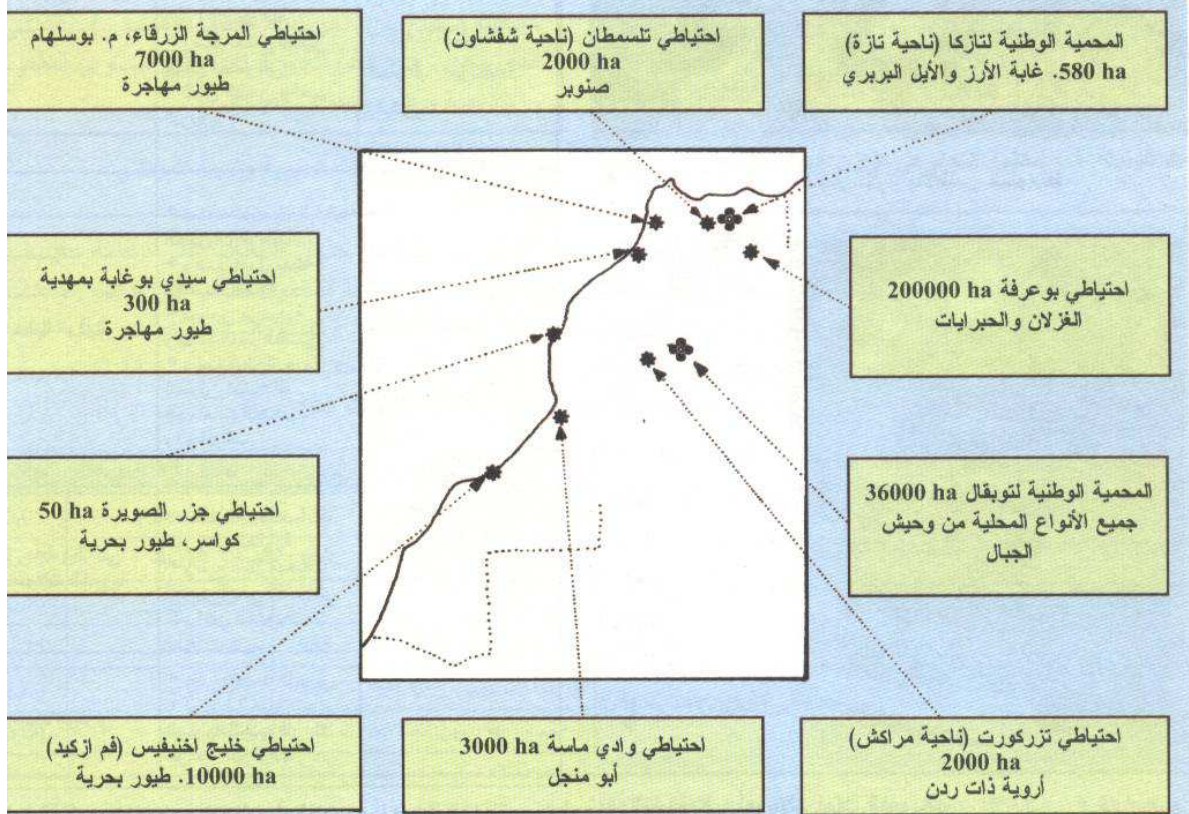 المحمية الوطنية لتازكا (ناحية تازة)
580 ha. غابة الأرز والأيل البربري
احتياطي تلسمطان (ناحية شفشاون)
2000 ha
صنوبر
احتياطي المرجة الزرقاء، م. بوسلهام
7000 ha
طيور مهاجرة
احتياطي بوعرفة 200000 ha
الغزلان والحبرايات
احتياطي سيدي بوغابة بمهدية
300 ha
طيور مهاجرة
المحمية الوطنية لتوبقال 36000 ha
جميع الأنواع المحلية من وحيش
الجبال
احتياطي جزر الصويرة 50 ha
كواسر، طيور بحرية
احتياطي تزركورت (ناحية مراكش)
2000 ha
أروية ذات ردن
احتياطي وادي ماسة 3000 ha
أبو منجل
احتياطي خليج اخنيفيس (فم ازكيد)
10000 ha. طيور بحرية